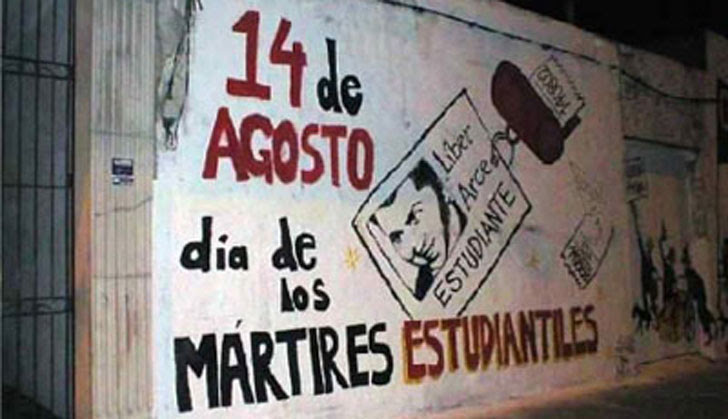 14 de
AGOSTO
día de
los
MÁRTIRES ESTUDIANTILES
Liber
Arce
ESTUDIANTE